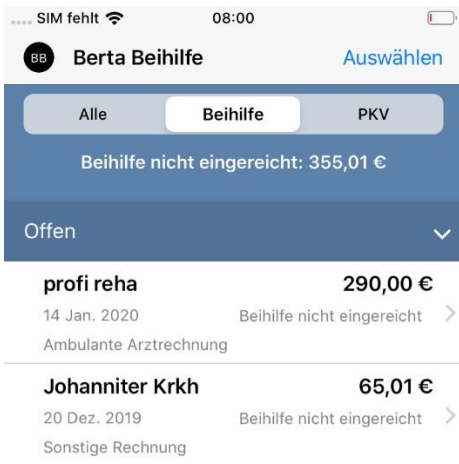 SIM fehlt 08:00
BB Berta Beihilfe Auswählen
Alle Beihilfe PKV
Beihilfe nicht eingereicht: 355,01 €
Offen
profi reha 290,00 €
14 Jan. 2020 Beihilfe nicht eingereicht
Ambulante Arztrechnung
Johanniter Krkh 65,01 €
20 Dez. 2019 Beihilfe nicht eingereicht
Sonstige Rechnung